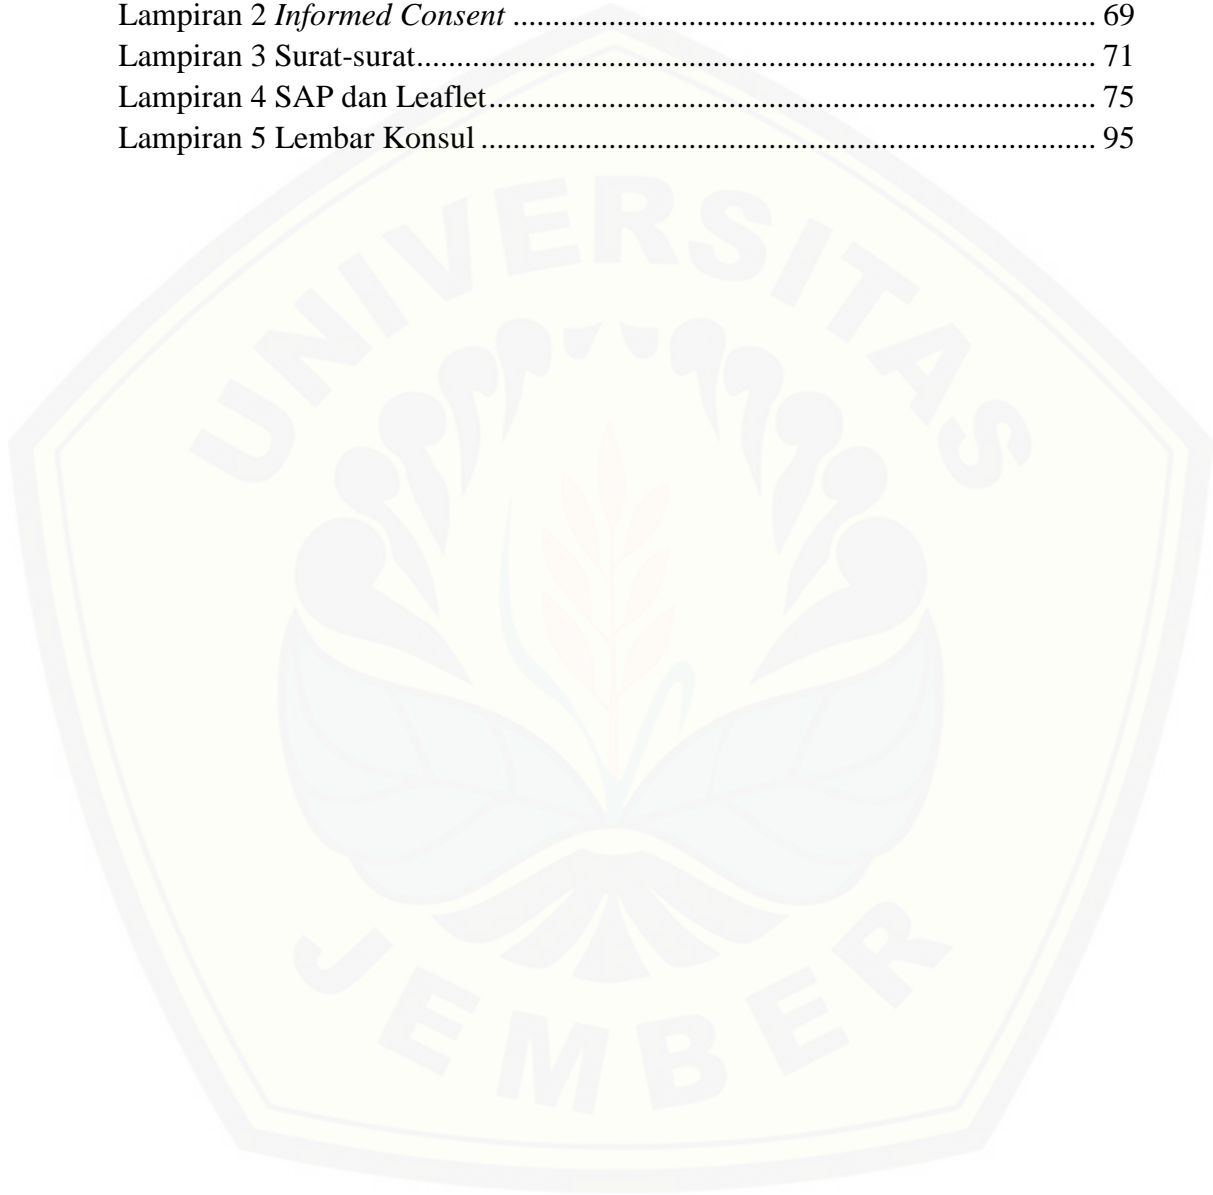 Lampiran 2 Informed Consent .......................................................................... 69
Lampiran 3 Surat-surat...................................................................................... 71
Lampiran 4 SAP dan Leaflet............................................................................. 75
Lampiran 5 Lembar Konsul .............................................................................. 95
UNIVERSITAS
JEMBER